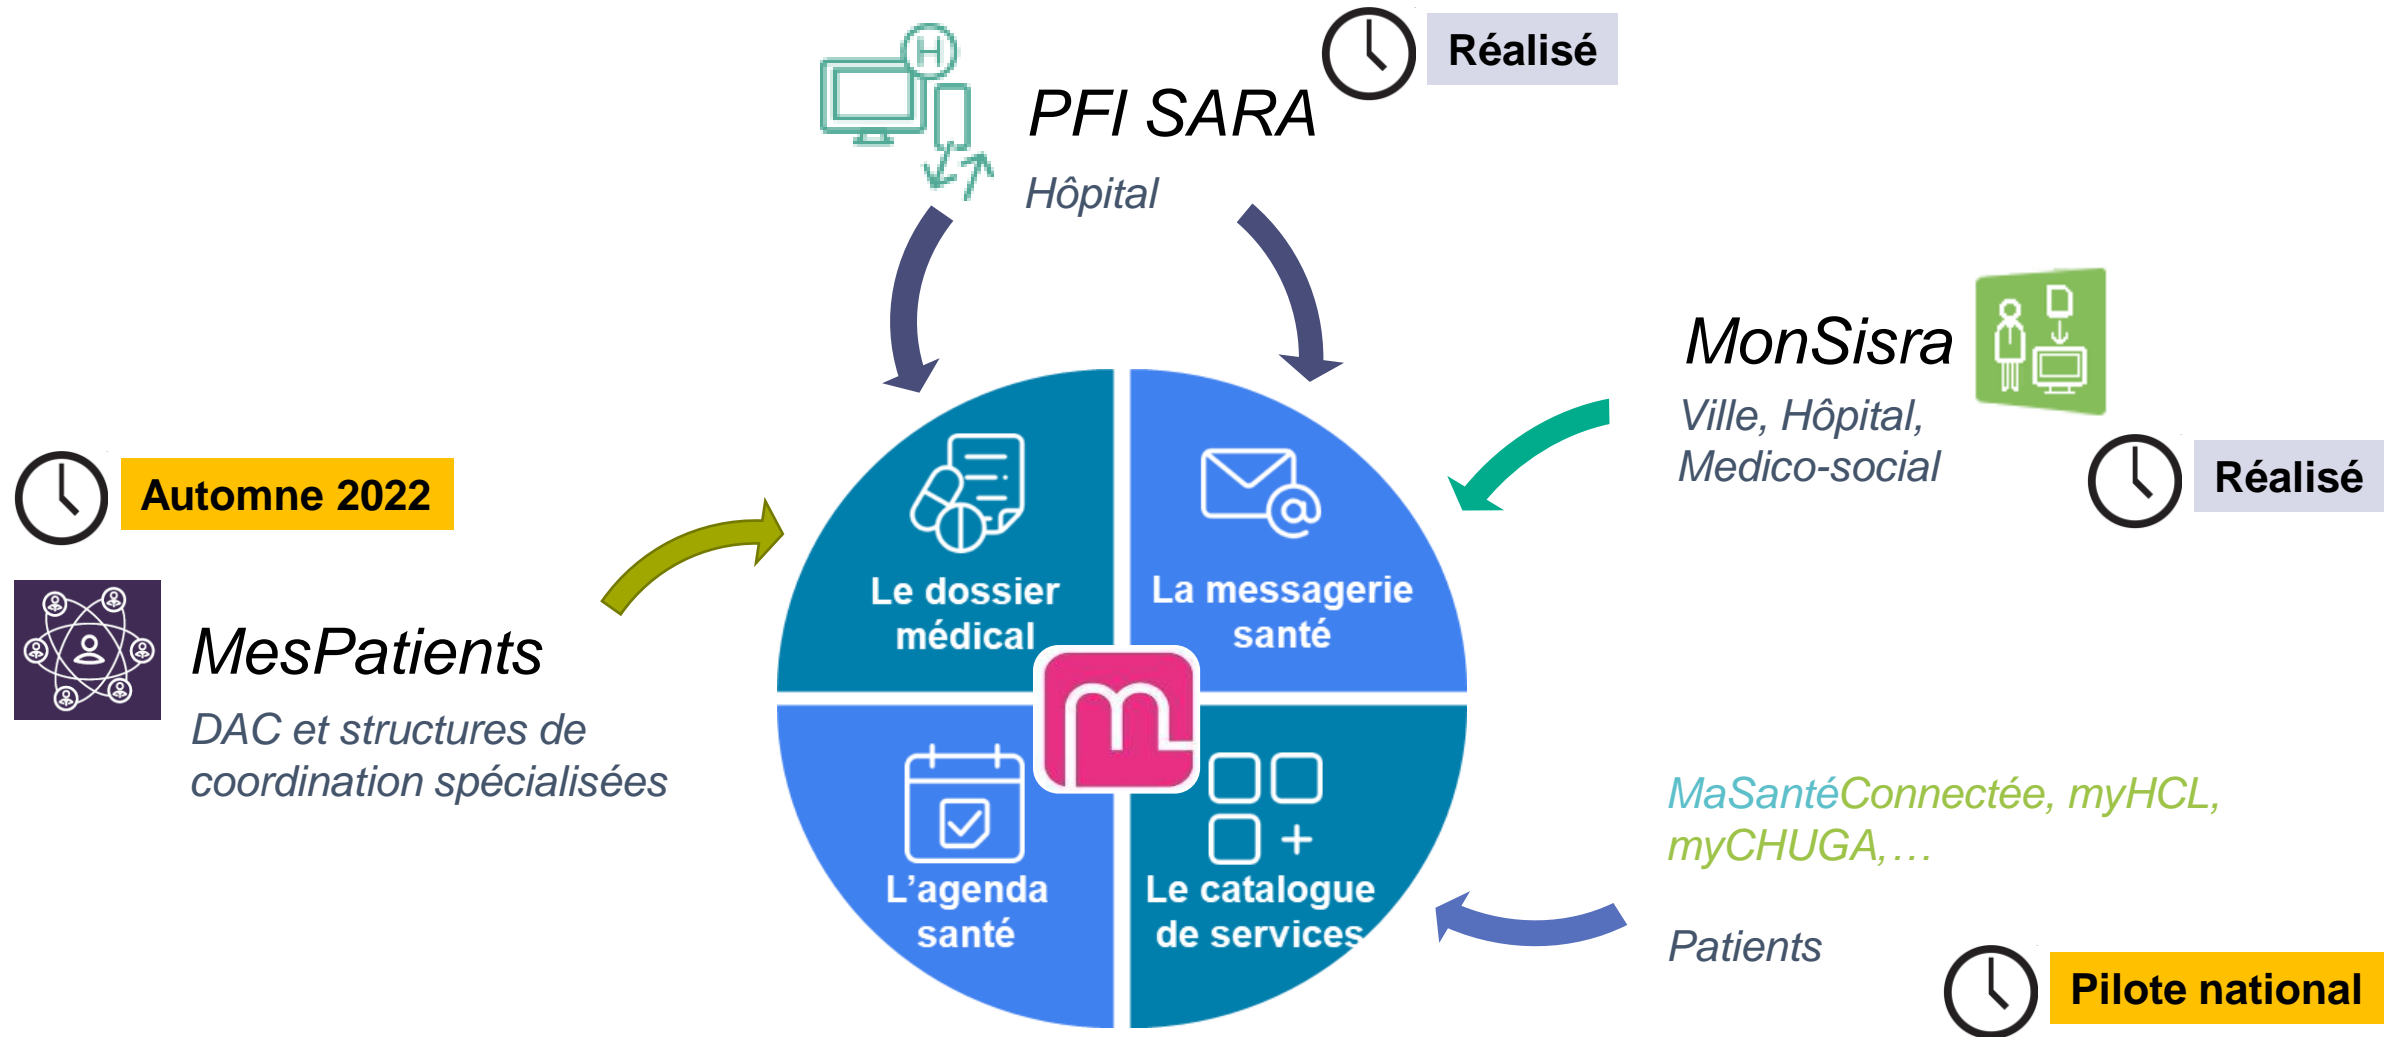 PFI SARA
Hôpital
Réalisé
H
MonSisra
Ville, Hôpital,
Medico-social
Réalisé
Automne 2022
MesPatients
DAC et structures de
coordination spécialisées
Le dossier
médical
La messagerie
santé
@
m
L’agenda
santé
Le catalogue
de services
MaSantéConnectée, myHCL,
myCHUGA,…
Patients
Pilote national